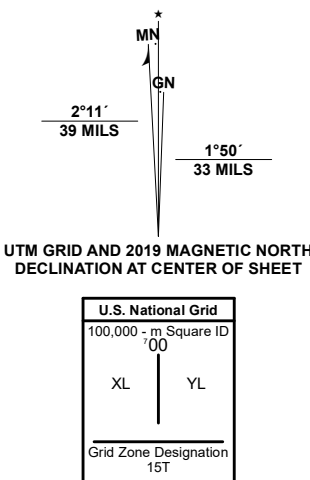 ★
MN
GN
2°11´
39 MILS
1°50´
33 MILS
UTM GRID AND 2019 MAGNETIC NORTH
DECLINATION AT CENTER OF SHEET
U.S. National Grid
100,000 - m Square ID
⁷00
XL YL
Grid Zone Designation
15T